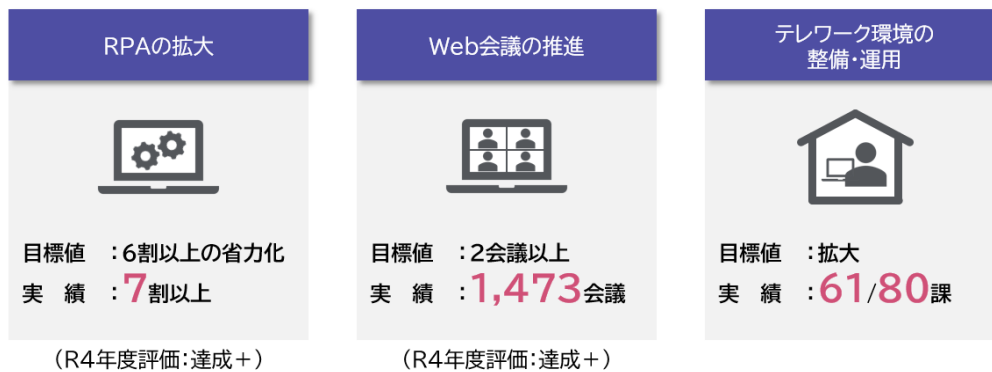 RPAの拡大
目標値 :6割以上の省力化
実 績 :7割以上
(R4年度評価:達成+)
Web会議の推進
目標値 :2会議以上
実 績 :1,473会議
(R4年度評価:達成+)
テレワーク環境の
整備・運用
目標値 :拡大
実 績 :61/80課